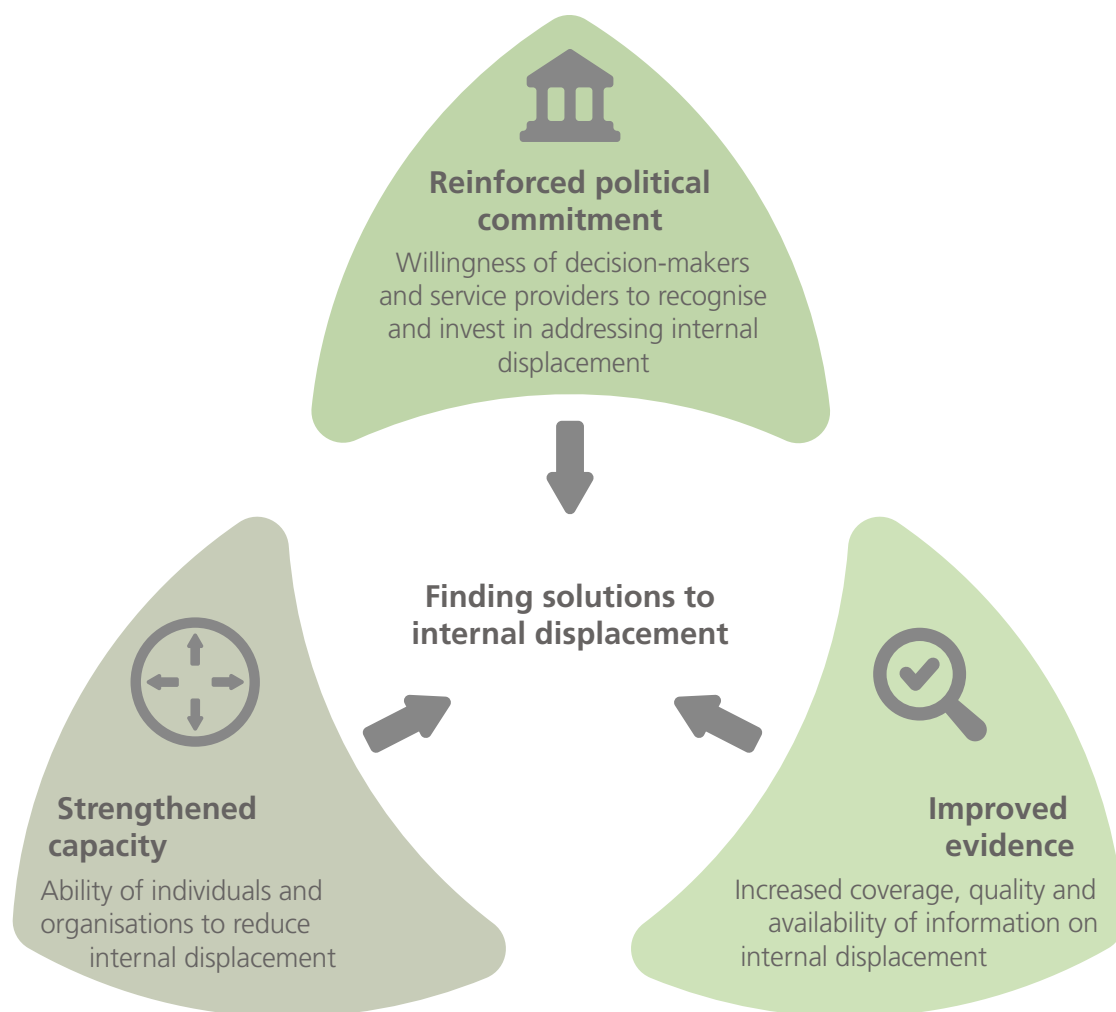 Reinforced political
commitment
Willingness of decision-makers
and service providers to recognise
and invest in addressing internal
displacement
Finding solutions to
internal displacement
Strengthened
capacity
Ability of individuals and
organisations to reduce
internal displacement
Improved
evidence
Increased coverage, quality and
availability of information on
internal displacement